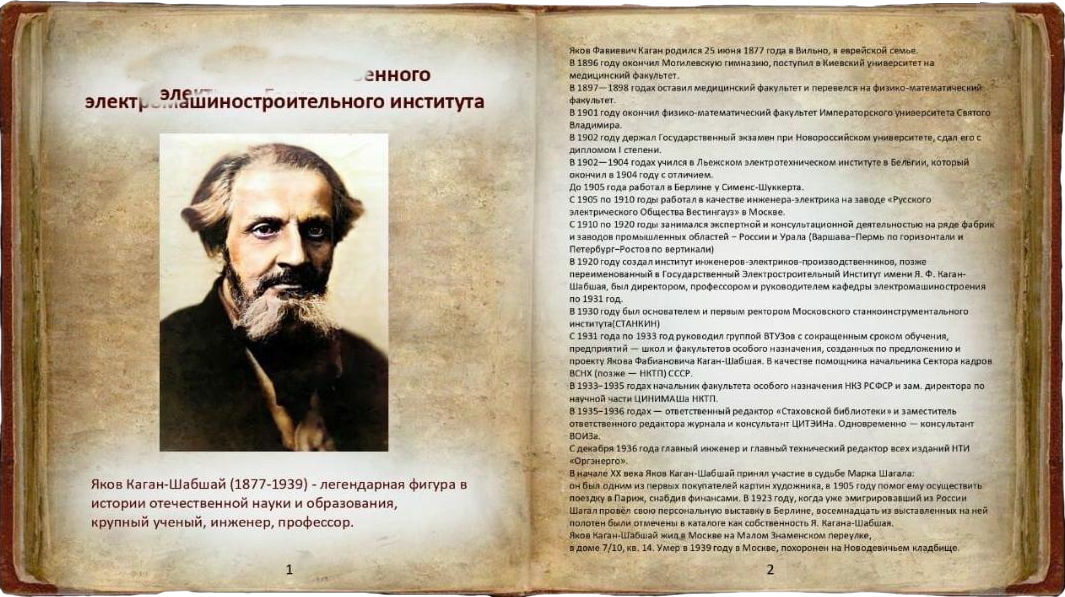 енного
элек
электромашиностроительного института
Яков Каган-Шабшай (1877-1939) - легендарная фигура в
истории отечественной науки и образования,
крупный ученый, инженер, профессор.
1
Яков Фавиевич Каган родился 25 июня 1877 года в Вильно, в еврейской семье.
В 1896 году окончил Могилевскую гимназию, поступил в Киевский университет на
медицинский факультет.
В 1897—1898 годах оставил медицинский факультет и перевелся на физико-математический
факультет.
В 1901 году окончил физико-математический факультет Императорского университета Святого
Владимира.
В 1902 году держал Государственный экзамен при Новороссийском университете, сдал его с
дипломом I степени.
В 1902—1904 годах учился в Льежском электротехническом институте в Бельгии, который
окончил в 1904 году с отличием.
До 1905 года работал в Берлине у Сименс-Шуккерта.
С 1905 по 1910 годы работал в качестве инженера-электрика на заводе «Русского
электрического Общества Вестингауз» в Москве.
С 1910 по 1920 годы занимался экспертной и консультационной деятельностью на ряде фабрик
и заводов промышленных областей – России и Урала (Варшава–Пермь по горизонтали и
Петербург–Ростов по вертикали)
В 1920 году создал институт инженеров-электриков-производственников, позже
переименованный в Государственный Электростроительный Институт имени Я. Ф. Каган-
Шабшая, был директором, профессором и руководителем кафедры электромашиностроения
по 1931 год.
В 1930 году был основателем и первым ректором Московского станкоинструментального
института(СТАНКИН)
С 1931 года по 1933 год руководил группой ВТУЗов с сокращенным сроком обучения,
предприятий — школ и факультетов особого назначения, созданных по предложению и
проекту Якова Фабиановича Каган-Шабшая. В качестве помощника начальника Сектора кадров
ВСНХ (позже — НКТП) СССР.
В 1933–1935 годах начальник факультета особого назначения НКЗ РСФСР и зам. директора по
научной части ЦИНИМАШа НКТП.
В 1935–1936 годах — ответственный редактор «Стаховской библиотеки» и заместитель
ответственного редактора журнала и консультант ЦИТЭИНа. Одновременно — консультант
ВОИЗа.
С декабря 1936 года главный инженер и главный технический редактор всех изданий НТИ
«Оргэнерго».
В начале XX века Яков Каган-Шабшай принял участие в судьбе Марка Шагала:
он был одним из первых покупателей картин художника, в 1905 году помог ему осуществить
поездку в Париж, снабдив финансами. В 1923 году, когда уже эмигрировавший из России
Шагал провёл свою персональную выставку в Берлине, восемнадцать из выставленных на ней
полотен были отмечены в каталоге как собственность Я. Кагана-Шабшая.
Яков Каган-Шабшай жил в Москве на Малом Знаменском переулке,
в доме 7/10, кв. 14. Умер в 1939 году в Москве, похоронен на Новодевичьем кладбище.
2